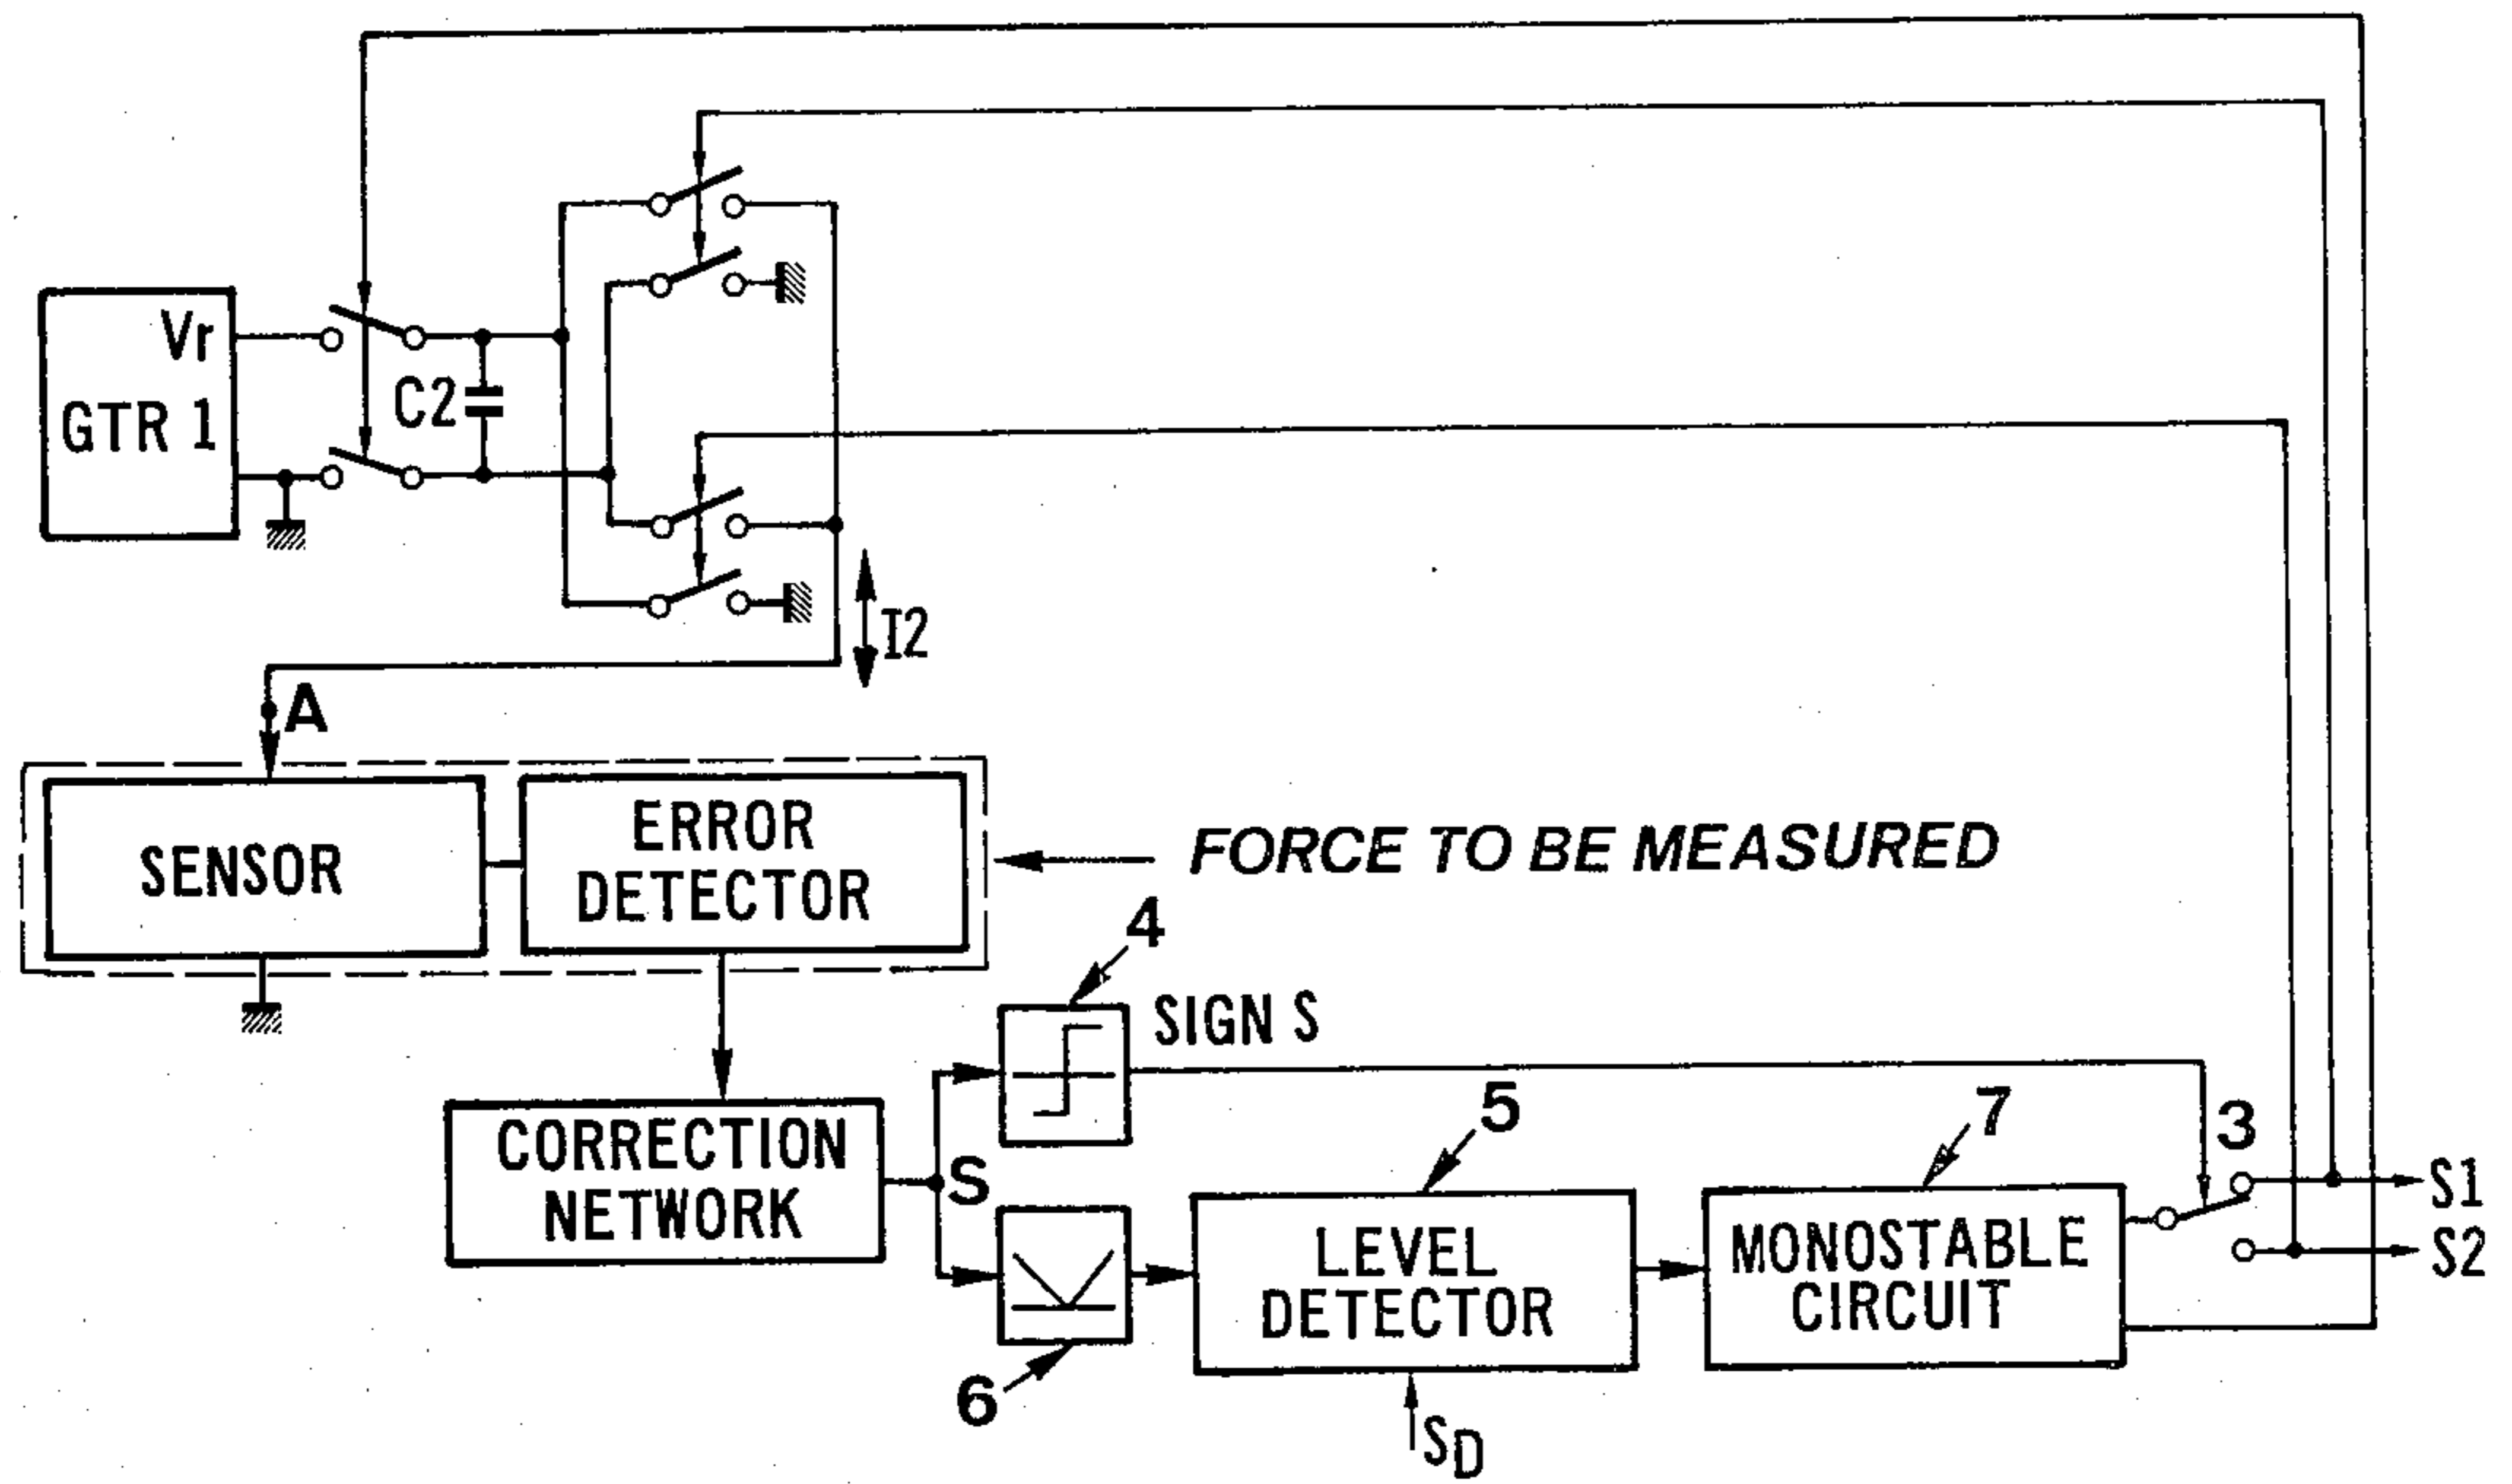 Vr
GTR 1
C2
I2
A
SENSOR
ERROR
DETECTOR
FORCE TO BE MEASURED
4
SIGN S
CORRECTION
NETWORK
S
5
LEVEL
DETECTOR
7
MONOSTABLE
CIRCUIT
3
S1
S2
6
SD